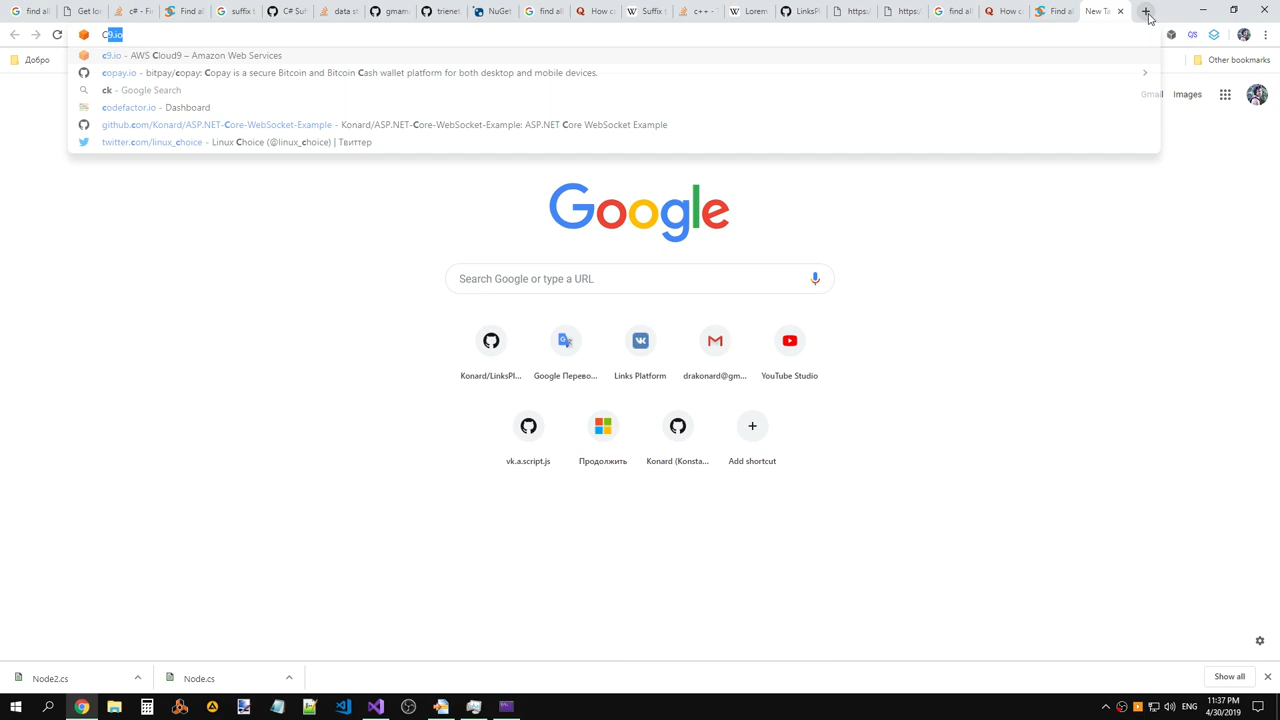 find all
Get lon
c# - Fi
Find all
suffix t
C# Suf
data st
gmam
trienet
NuGet
find all
How c
Suffix t
c++ -
Lorem
LinksPl
https:/
https:/
find all
How c
Find all
New Ta
C9.io
Добро
Other bookmarks
c9.io - AWS Cloud9 – Amazon Web Services
copay.io - bitpay/copay: Copay is a secure Bitcoin and Bitcoin Cash wallet platform for both desktop and mobile devices.
ck - Google Search
codefactor.io - Dashboard
github.com/Konard/ASP.NET-Core-WebSocket-Example - Konard/ASP.NET-Core-WebSocket-Example: ASP.NET Core WebSocket Example
twitter.com/linux_choice - Linux Choice (@linux_choice) | Твиттер
Gmail
Images
Google
Search Google or type a URL
Konard/LinksPl...
Google Перево...
Links Platform
drakonard@gm...
YouTube Studio
vk.a.script.js
Продолжить
Konard (Konsta...
Add shortcut
Node2.cs
Node.cs
Show all
ENG
11:37 PM
4/30/2019